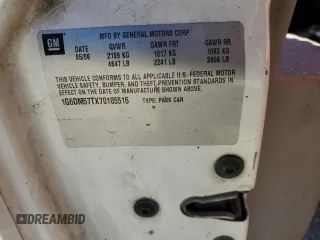 GM
MFD BY GENERAL MOTORS CORP
DATE GVWR GAWR FRT GAWR RR
05/06 2109 KG 1017 KG 1092 KG
4647 LB 2241 LB 2406 LB
THIS VEHICLE CONFORMS TO ALL APPLICABLE U.S. FEDERAL MOTOR
VEHICLE SAFETY, BUMPER, AND THEFT PREVENTION STANDARDS IN
EFFECT ON THE DATE OF MANUFACTURE SHOWN ABOVE.
1G6DM57TX70105516 TYPE: PASS CAR
DREAMBID